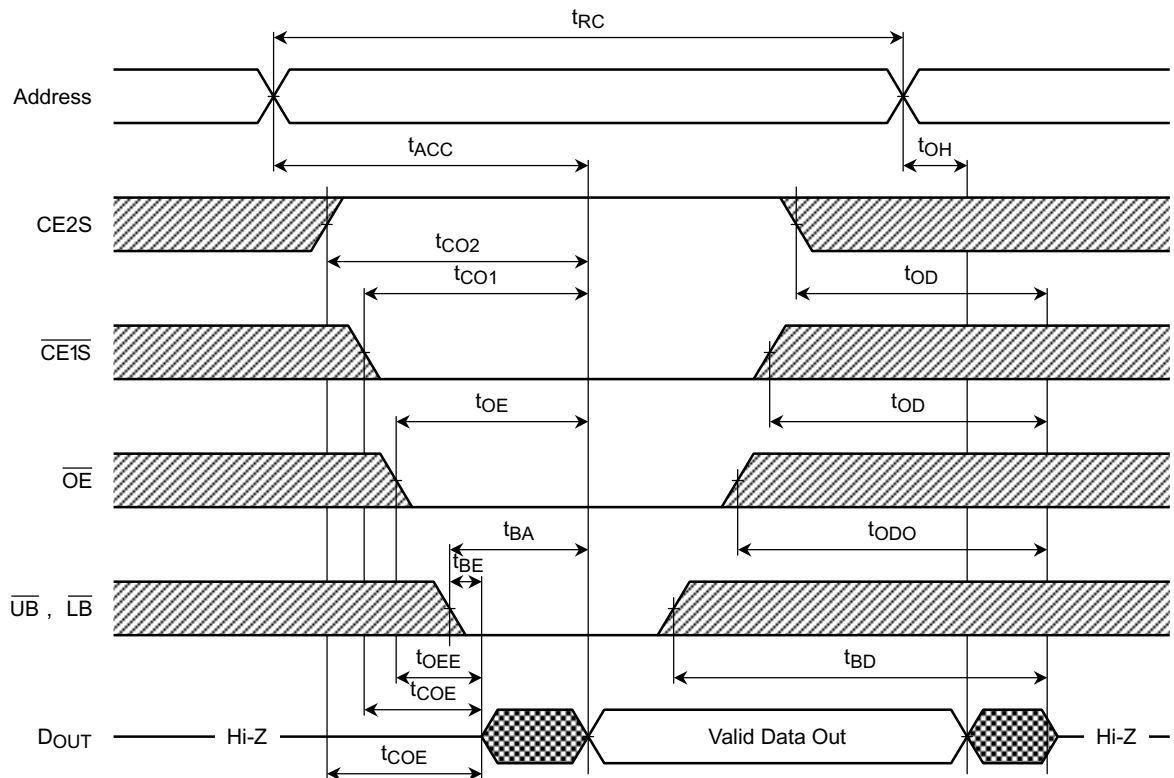 tRC
Address
tACC
tOH
CE2S
tCO2
tCO1
tOD
CE1S
tOE
tOD
OE
tBA
tODO
tBE
UB , LB
tOEE
tBD
tCOE
DOUT
Hi-Z
Valid Data Out
Hi-Z
tCOE